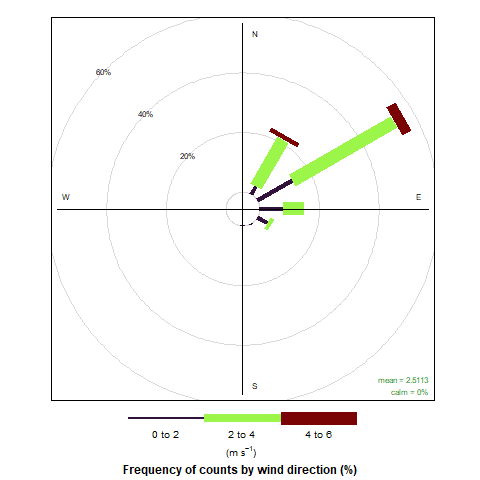 N
60%
40%
20%
W
E
S
mean = 2.5113
calm = 0%
0 to 2 2 to 4 4 to 6
(m s⁻¹)
Frequency of counts by wind direction (%)